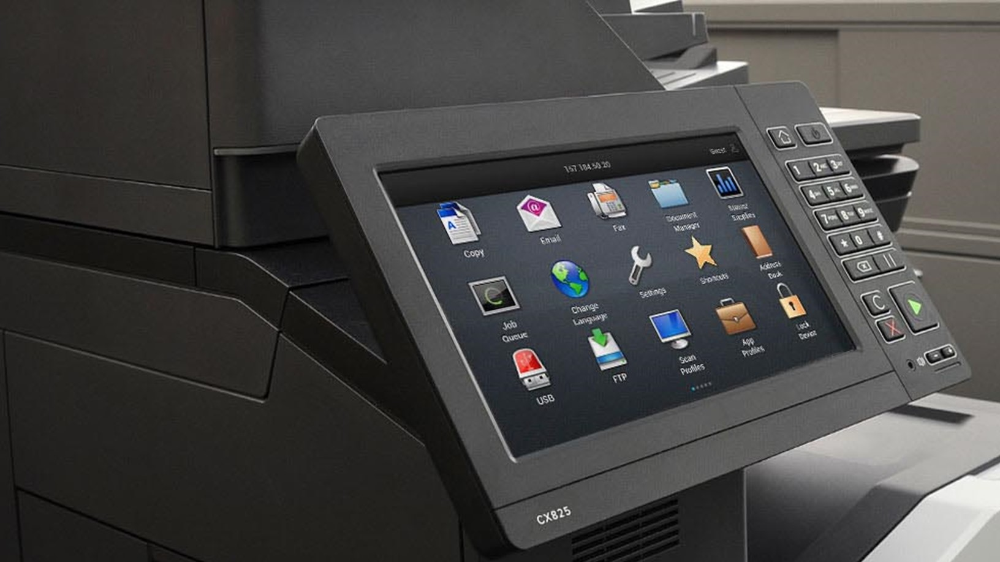 157.184.50.20
Guest
Copy
Email
Fax
Document
Manager
Supplies
Job
Queue
Change
Language
Settings
Shortcuts
Address
Book
USB
FTP
Scan
Profiles
App
Profiles
Lock
Device
1 2 3
4 5 6
7 8 9
* 0 #
C
CX825